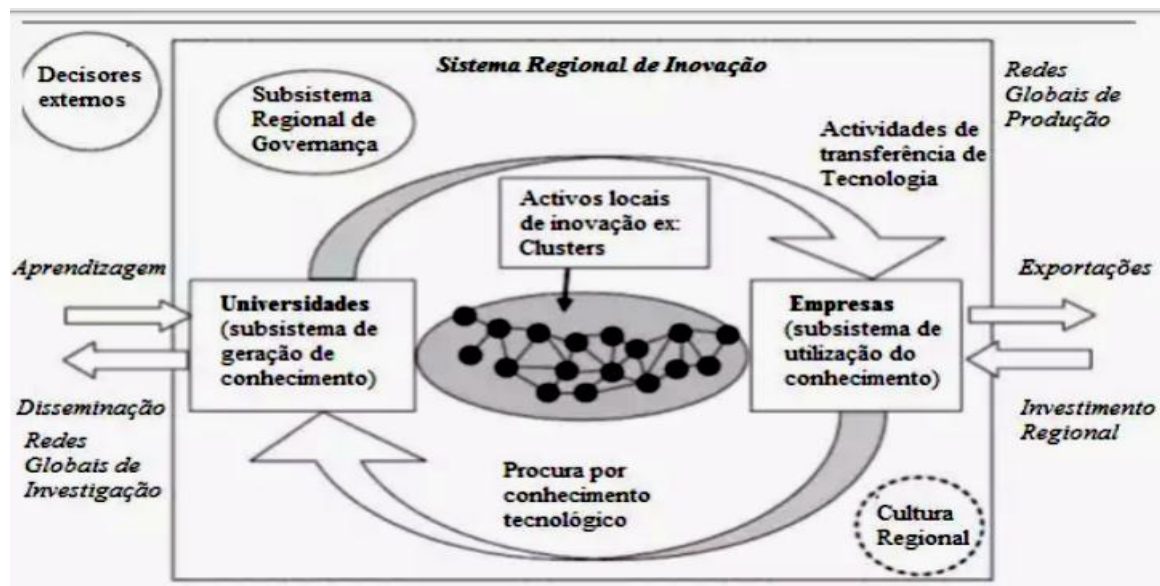 Sistema Regional de Inovação
Decisores
externos
Subsistema
Regional de
Governança
Redes
Globais de
Produção
Actividades de
transferência de
Tecnologia
Activos locais
de inovação ex:
Clusters
Aprendizagem
Universidades
(subsistema de
geração de
conhecimento)
Empresas
(subsistema de
utilização do
conhecimento)
Exportações
Disseminação
Redes
Globais de
Investigação
Investimento
Regional
Procura por
conhecimento
tecnológico
Cultura
Regional